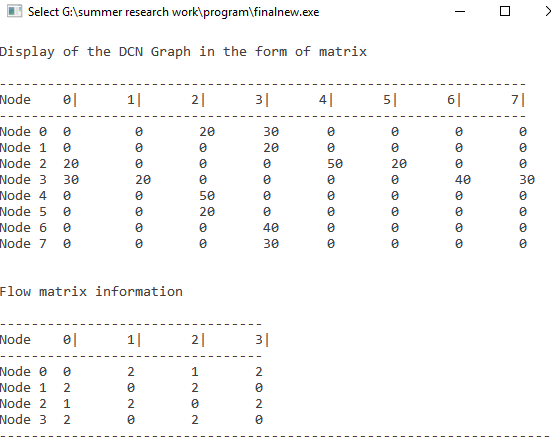 Select G:\summer research work\program\finalnew.exe
Display of the DCN Graph in the form of matrix
--------------------------------------------------------------
Node 0| 1| 2| 3| 4| 5| 6| 7|
--------------------------------------------------------------
Node 0 0 0 20 30 0 0 0 0
Node 1 0 0 0 20 0 0 0 0
Node 2 20 0 0 0 50 20 0 0
Node 3 30 20 0 0 0 0 40 30
Node 4 0 0 50 0 0 0 0 0
Node 5 0 0 20 0 0 0 0 0
Node 6 0 0 0 40 0 0 0 0
Node 7 0 0 0 30 0 0 0 0
Flow matrix information
---------------------------------
Node 0| 1| 2| 3|
---------------------------------
Node 0 0 2 1 2
Node 1 2 0 2 0
Node 2 1 2 0 2
Node 3 2 0 2 0
---------------------------------------------------------------------